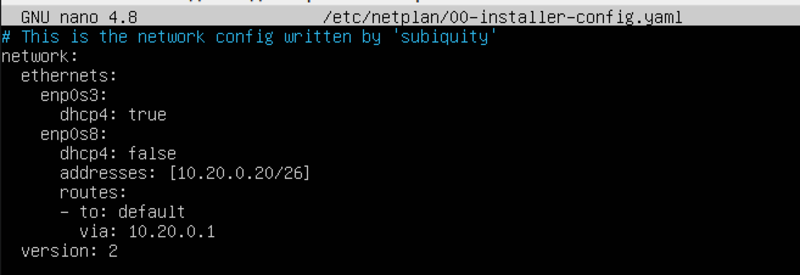 GNU nano 4.8 /etc/netplan/00-installer-config.yaml
# This is the network config written by 'subiquity'
network:
  ethernets:
    enp0s3:
      dhcp4: true
    enp0s8:
      dhcp4: false
      addresses: [10.20.0.20/26]
      routes:
      - to: default
        via: 10.20.0.1
  version: 2